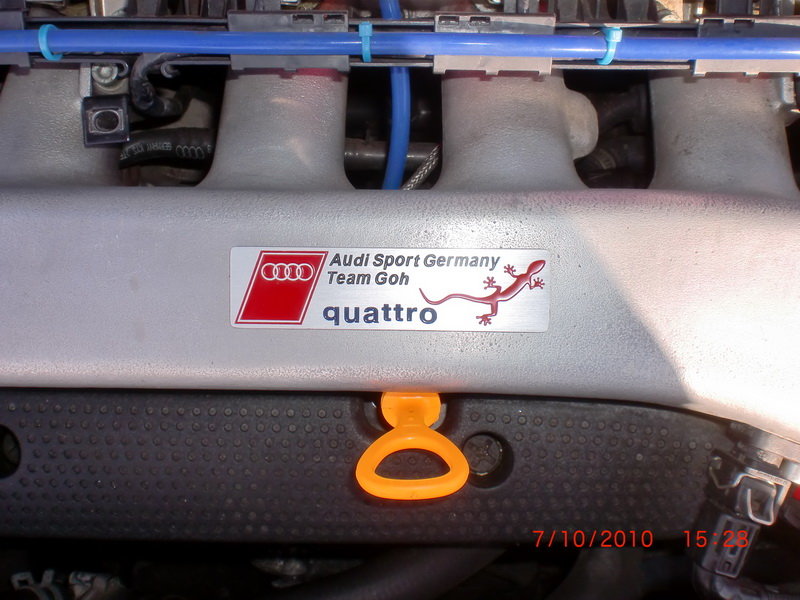 Audi Sport Germany
Team Goh
quattro
7/10/2010 15:28